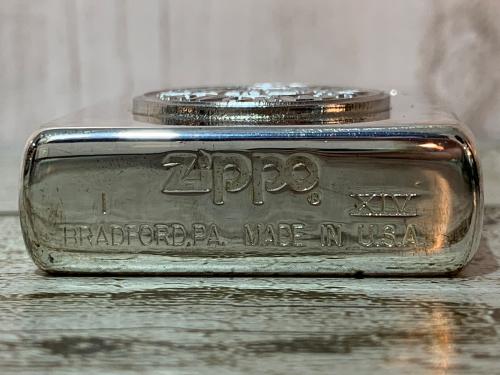 Zippo®
I XIV
BRADFORD,PA. MADE IN U.S.A.